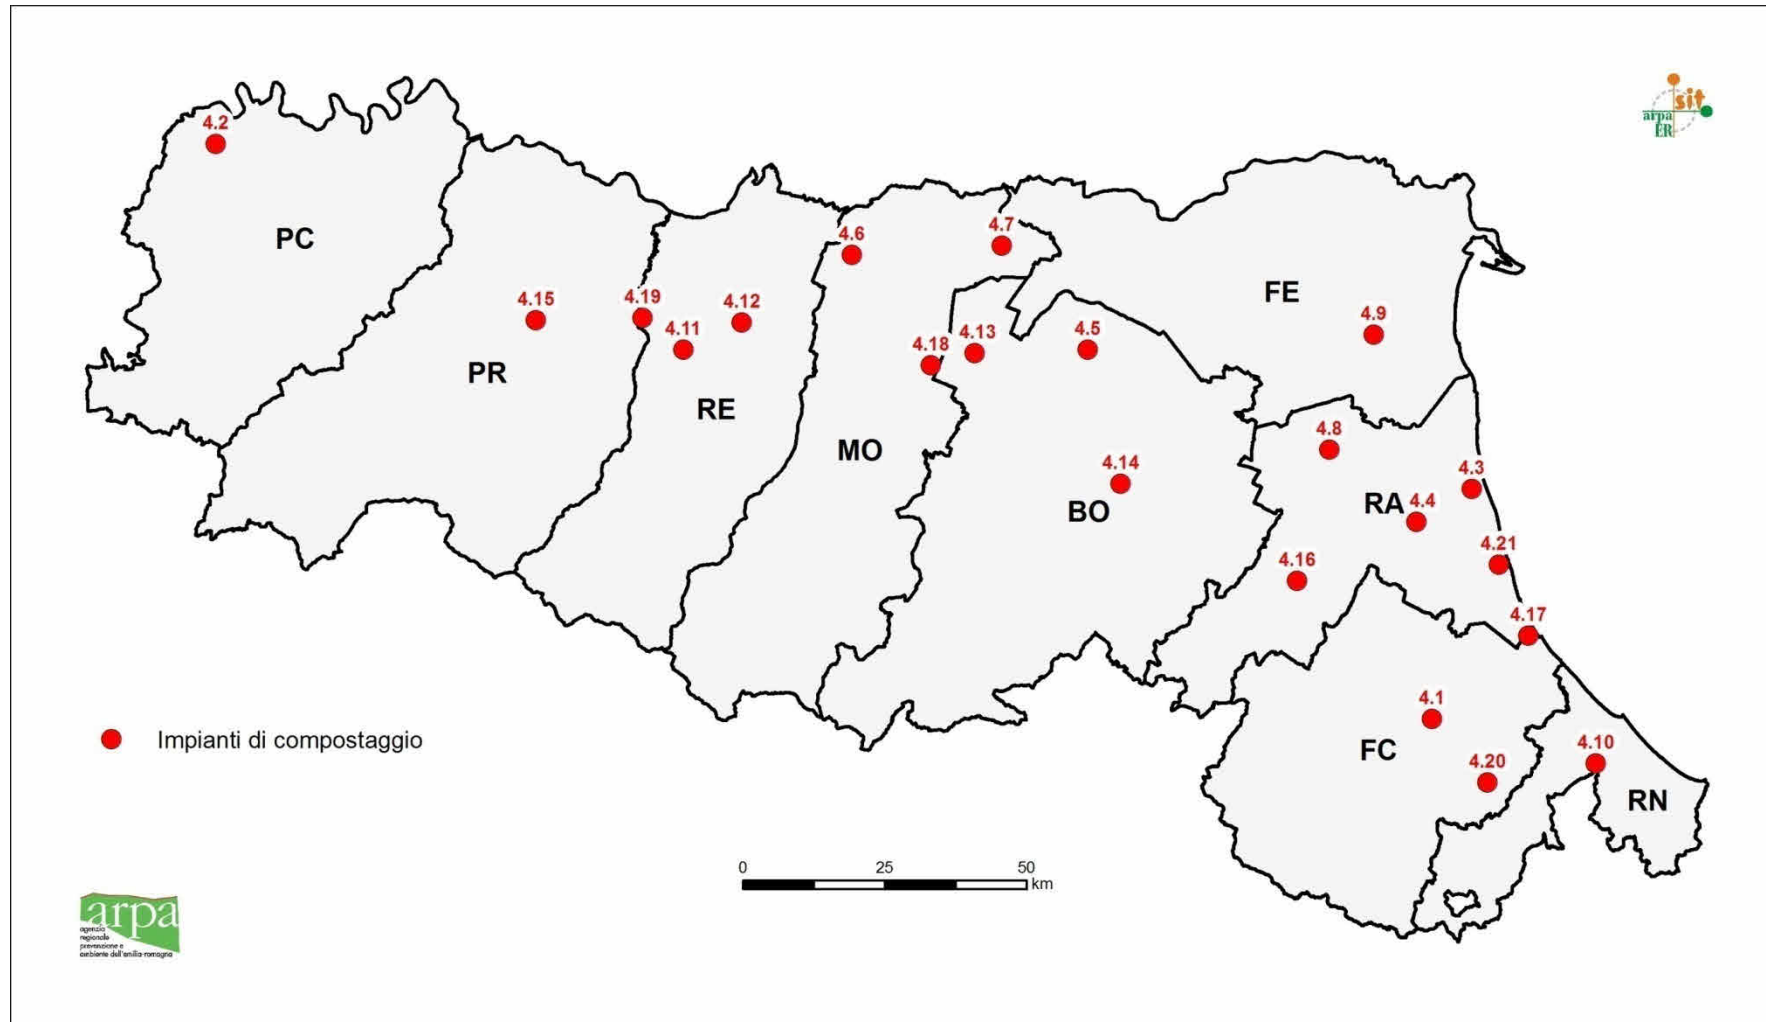 4.2
sit
arpa
ER
4.6
4.7
PC
FE
4.15
4.19
4.12
4.9
4.11
4.18
4.13
4.5
PR
RE
MO
4.8
4.14
4.3
BO
RA
4.4
4.21
4.16
4.17
4.1
Impianti di compostaggio
FC
4.10
4.20
RN
0 25 50
km
arpa
agenzia
regionale
prevenzione e
ambiente dell'emilia-romagna